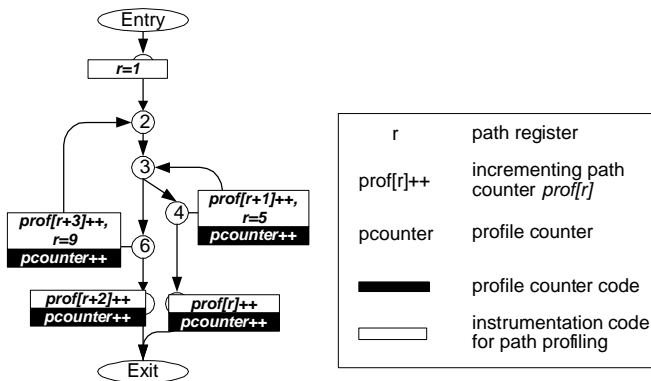 Entry
r=1
2
3
prof[r+1]++,
r=5
pcounter++
4
prof[r+3]++,
r=9
pcounter++
6
prof[r+2]++
pcounter++
prof[r]++
pcounter++
Exit
r path register
prof[r]++ incrementing path
counter prof[r]
pcounter profile counter
profile counter code
instrumentation code
for path profiling